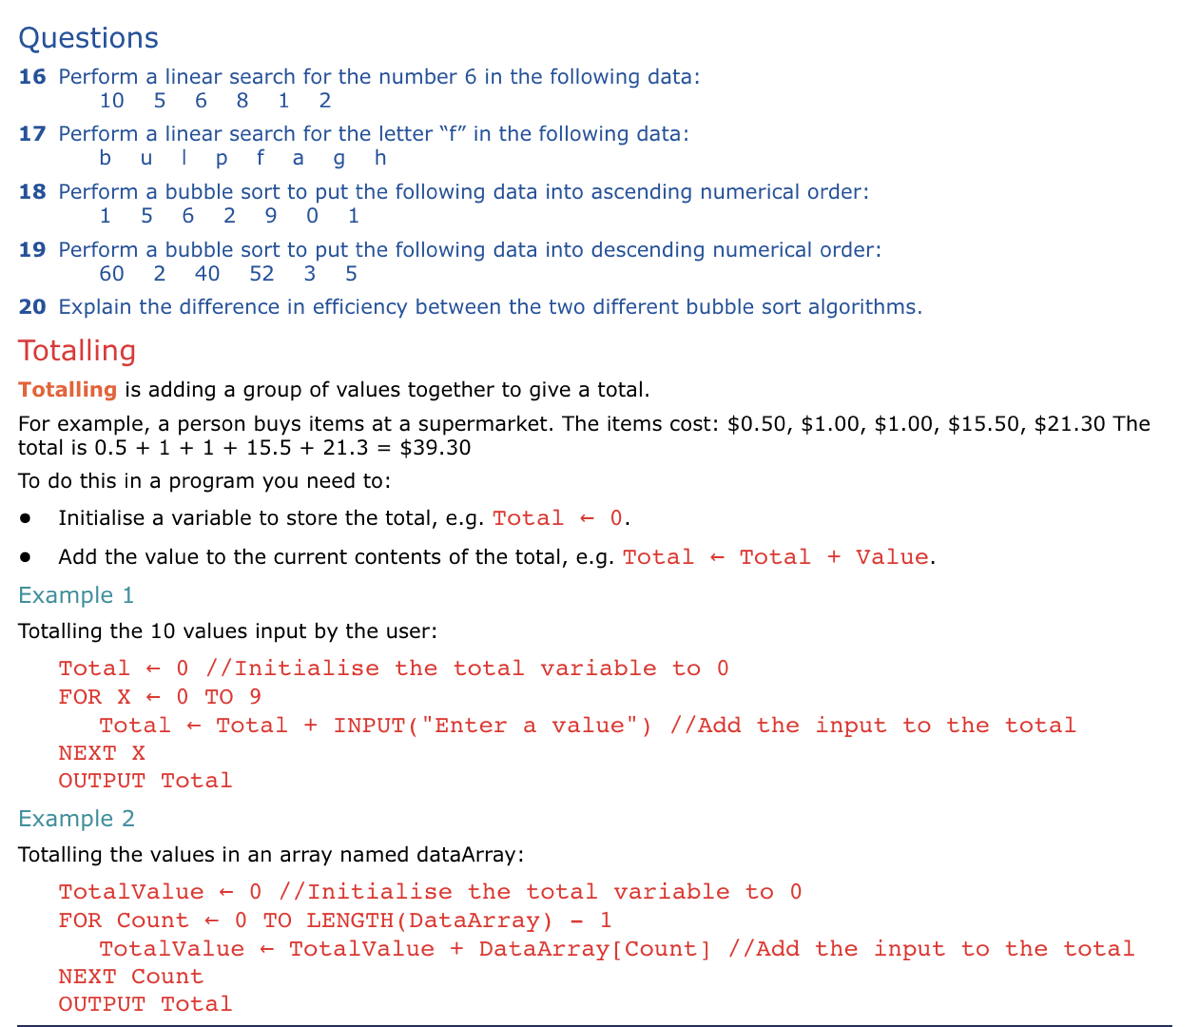 Questions
16 Perform a linear search for the number 6 in the following data:
10 5 6 8 1 2
17 Perform a linear search for the letter “f” in the following data:
b u l p f a g h
18 Perform a bubble sort to put the following data into ascending numerical order:
1 5 6 2 9 0 1
19 Perform a bubble sort to put the following data into descending numerical order:
60 2 40 52 3 5
20 Explain the difference in efficiency between the two different bubble sort algorithms.
Totalling
Totalling is adding a group of values together to give a total.
For example, a person buys items at a supermarket. The items cost: $0.50, $1.00, $1.00, $15.50, $21.30 The
total is 0.5 + 1 + 1 + 15.5 + 21.3 = $39.30
To do this in a program you need to:
● Initialise a variable to store the total, e.g. Total ← 0.
● Add the value to the current contents of the total, e.g. Total ← Total + Value.
Example 1
Totalling the 10 values input by the user:
Total ← 0 //Initialise the total variable to 0
FOR X ← 0 TO 9
Total ← Total + INPUT("Enter a value") //Add the input to the total
NEXT X
OUTPUT Total
Example 2
Totalling the values in an array named dataArray:
TotalValue ← 0 //Initialise the total variable to 0
FOR Count ← 0 TO LENGTH(DataArray) – 1
TotalValue ← TotalValue + DataArray[Count] //Add the input to the total
NEXT Count
OUTPUT Total